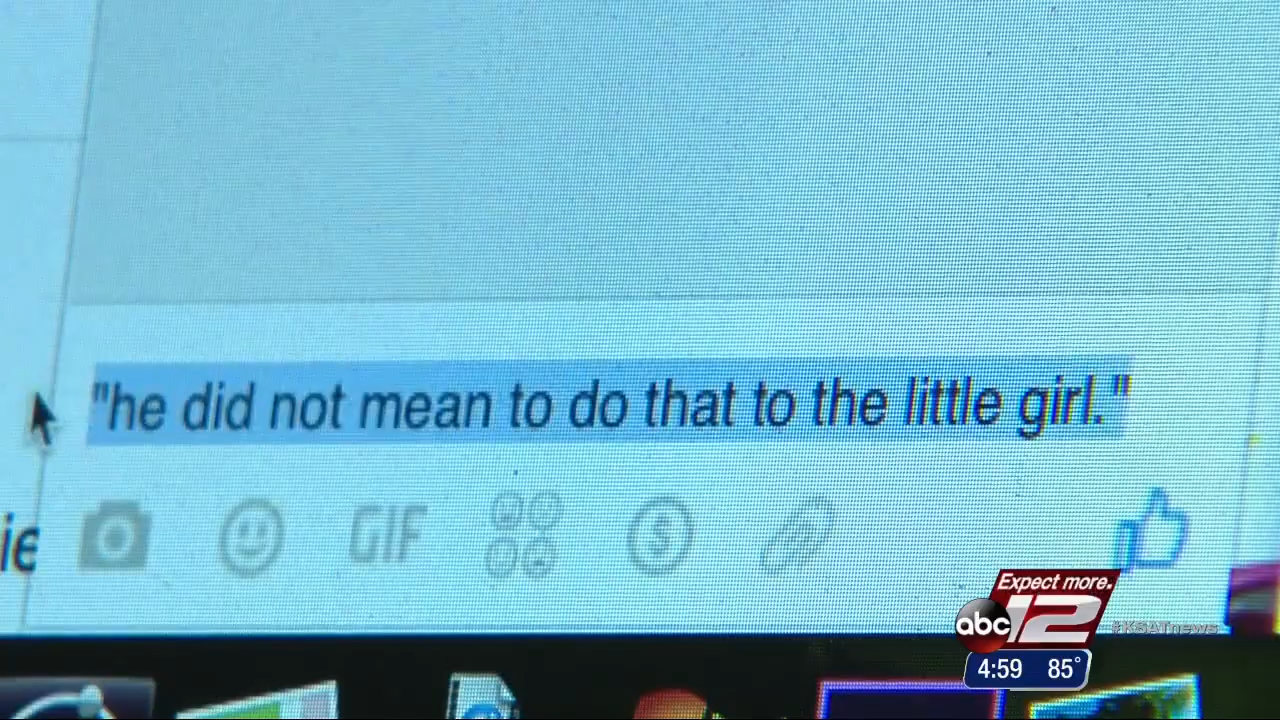 "he did not mean to do that to the little girl."
ie
GIF
$
Expect more.
abc 12
#KSATnews
4:59 85°